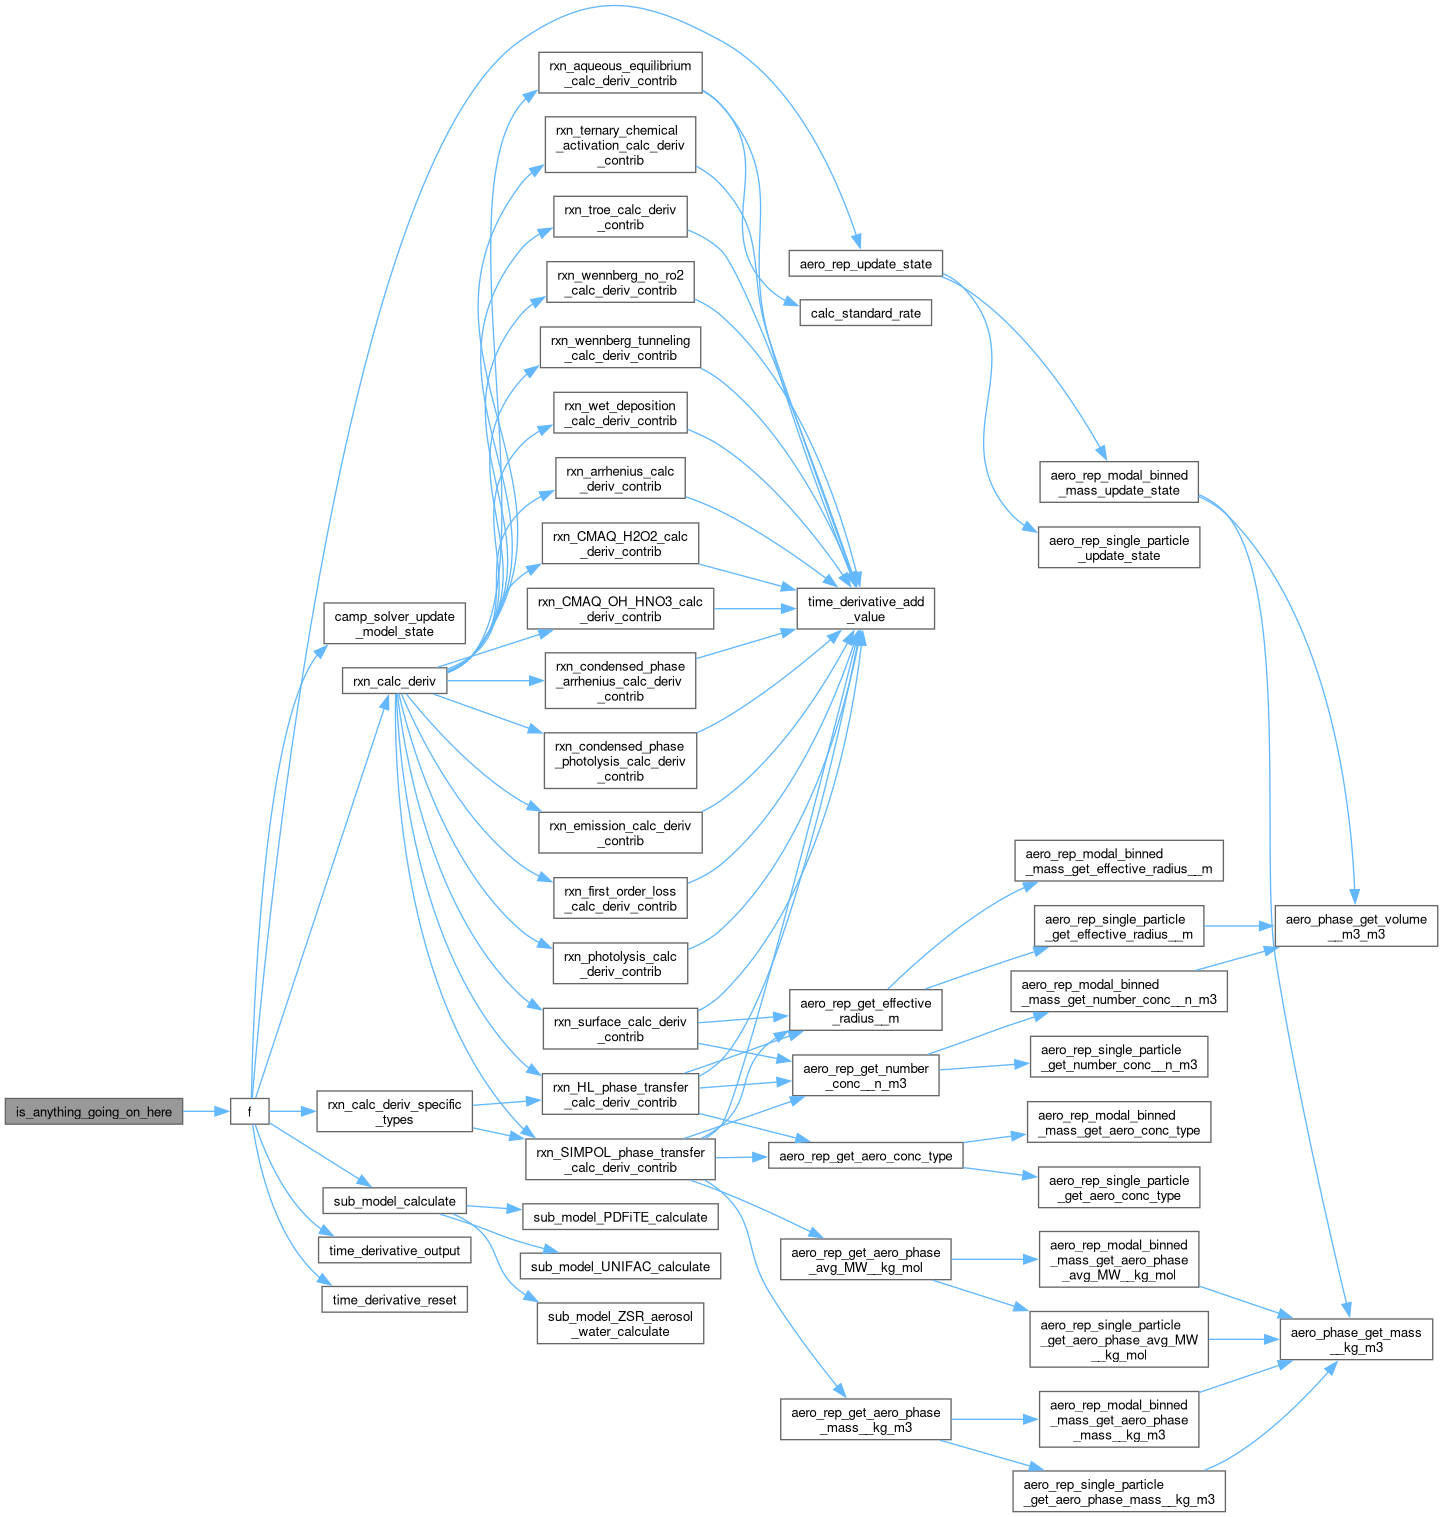 rxn_aqueous_equilibrium
_calc_deriv_contrib
rxn_ternary_chemical
_activation_calc_deriv
_contrib
rxn_troe_calc_deriv
_contrib
aero_rep_update_state
rxn_wennberg_no_ro2
_calc_deriv_contrib
calc_standard_rate
rxn_wennberg_tunneling
_calc_deriv_contrib
rxn_wet_deposition
_calc_deriv_contrib
rxn_arrhenius_calc
_deriv_contrib
aero_rep_modal_binned
_mass_update_state
rxn_CMAQ_H2O2_calc
_deriv_contrib
aero_rep_single_particle
_update_state
rxn_CMAQ_OH_HNO3_calc
_deriv_contrib
time_derivative_add
_value
camp_solver_update
_model_state
rxn_calc_deriv
rxn_condensed_phase
_arrhenius_calc_deriv
_contrib
rxn_condensed_phase
_photolysis_calc_deriv
_contrib
rxn_emission_calc_deriv
_contrib
aero_rep_modal_binned
_mass_get_effective_radius__m
rxn_first_order_loss
_calc_deriv_contrib
aero_rep_single_particle
_get_effective_radius__m
aero_phase_get_volume
__m3_m3
rxn_photolysis_calc
_deriv_contrib
aero_rep_modal_binned
_mass_get_number_conc__n_m3
rxn_surface_calc_deriv
_contrib
aero_rep_get_effective
_radius__m
aero_rep_get_number
_conc__n_m3
aero_rep_single_particle
_get_number_conc__n_m3
rxn_HL_phase_transfer
_calc_deriv_contrib
is_anything_going_on_here
f
rxn_calc_deriv_specific
_types
aero_rep_modal_binned
_mass_get_aero_conc_type
rxn_SIMPOL_phase_transfer
_calc_deriv_contrib
aero_rep_get_aero_conc_type
aero_rep_single_particle
_get_aero_conc_type
sub_model_calculate
sub_model_PDFiTE_calculate
time_derivative_output
sub_model_UNIFAC_calculate
aero_rep_get_aero_phase
_avg_MW__kg_mol
aero_rep_modal_binned
_mass_get_aero_phase
_avg_MW__kg_mol
time_derivative_reset
sub_model_ZSR_aerosol
_water_calculate
aero_rep_single_particle
_get_aero_phase_avg_MW
__kg_mol
aero_phase_get_mass
__kg_m3
aero_rep_get_aero_phase
_mass__kg_m3
aero_rep_modal_binned
_mass_get_aero_phase
_mass__kg_m3
aero_rep_single_particle
_get_aero_phase_mass__kg_m3